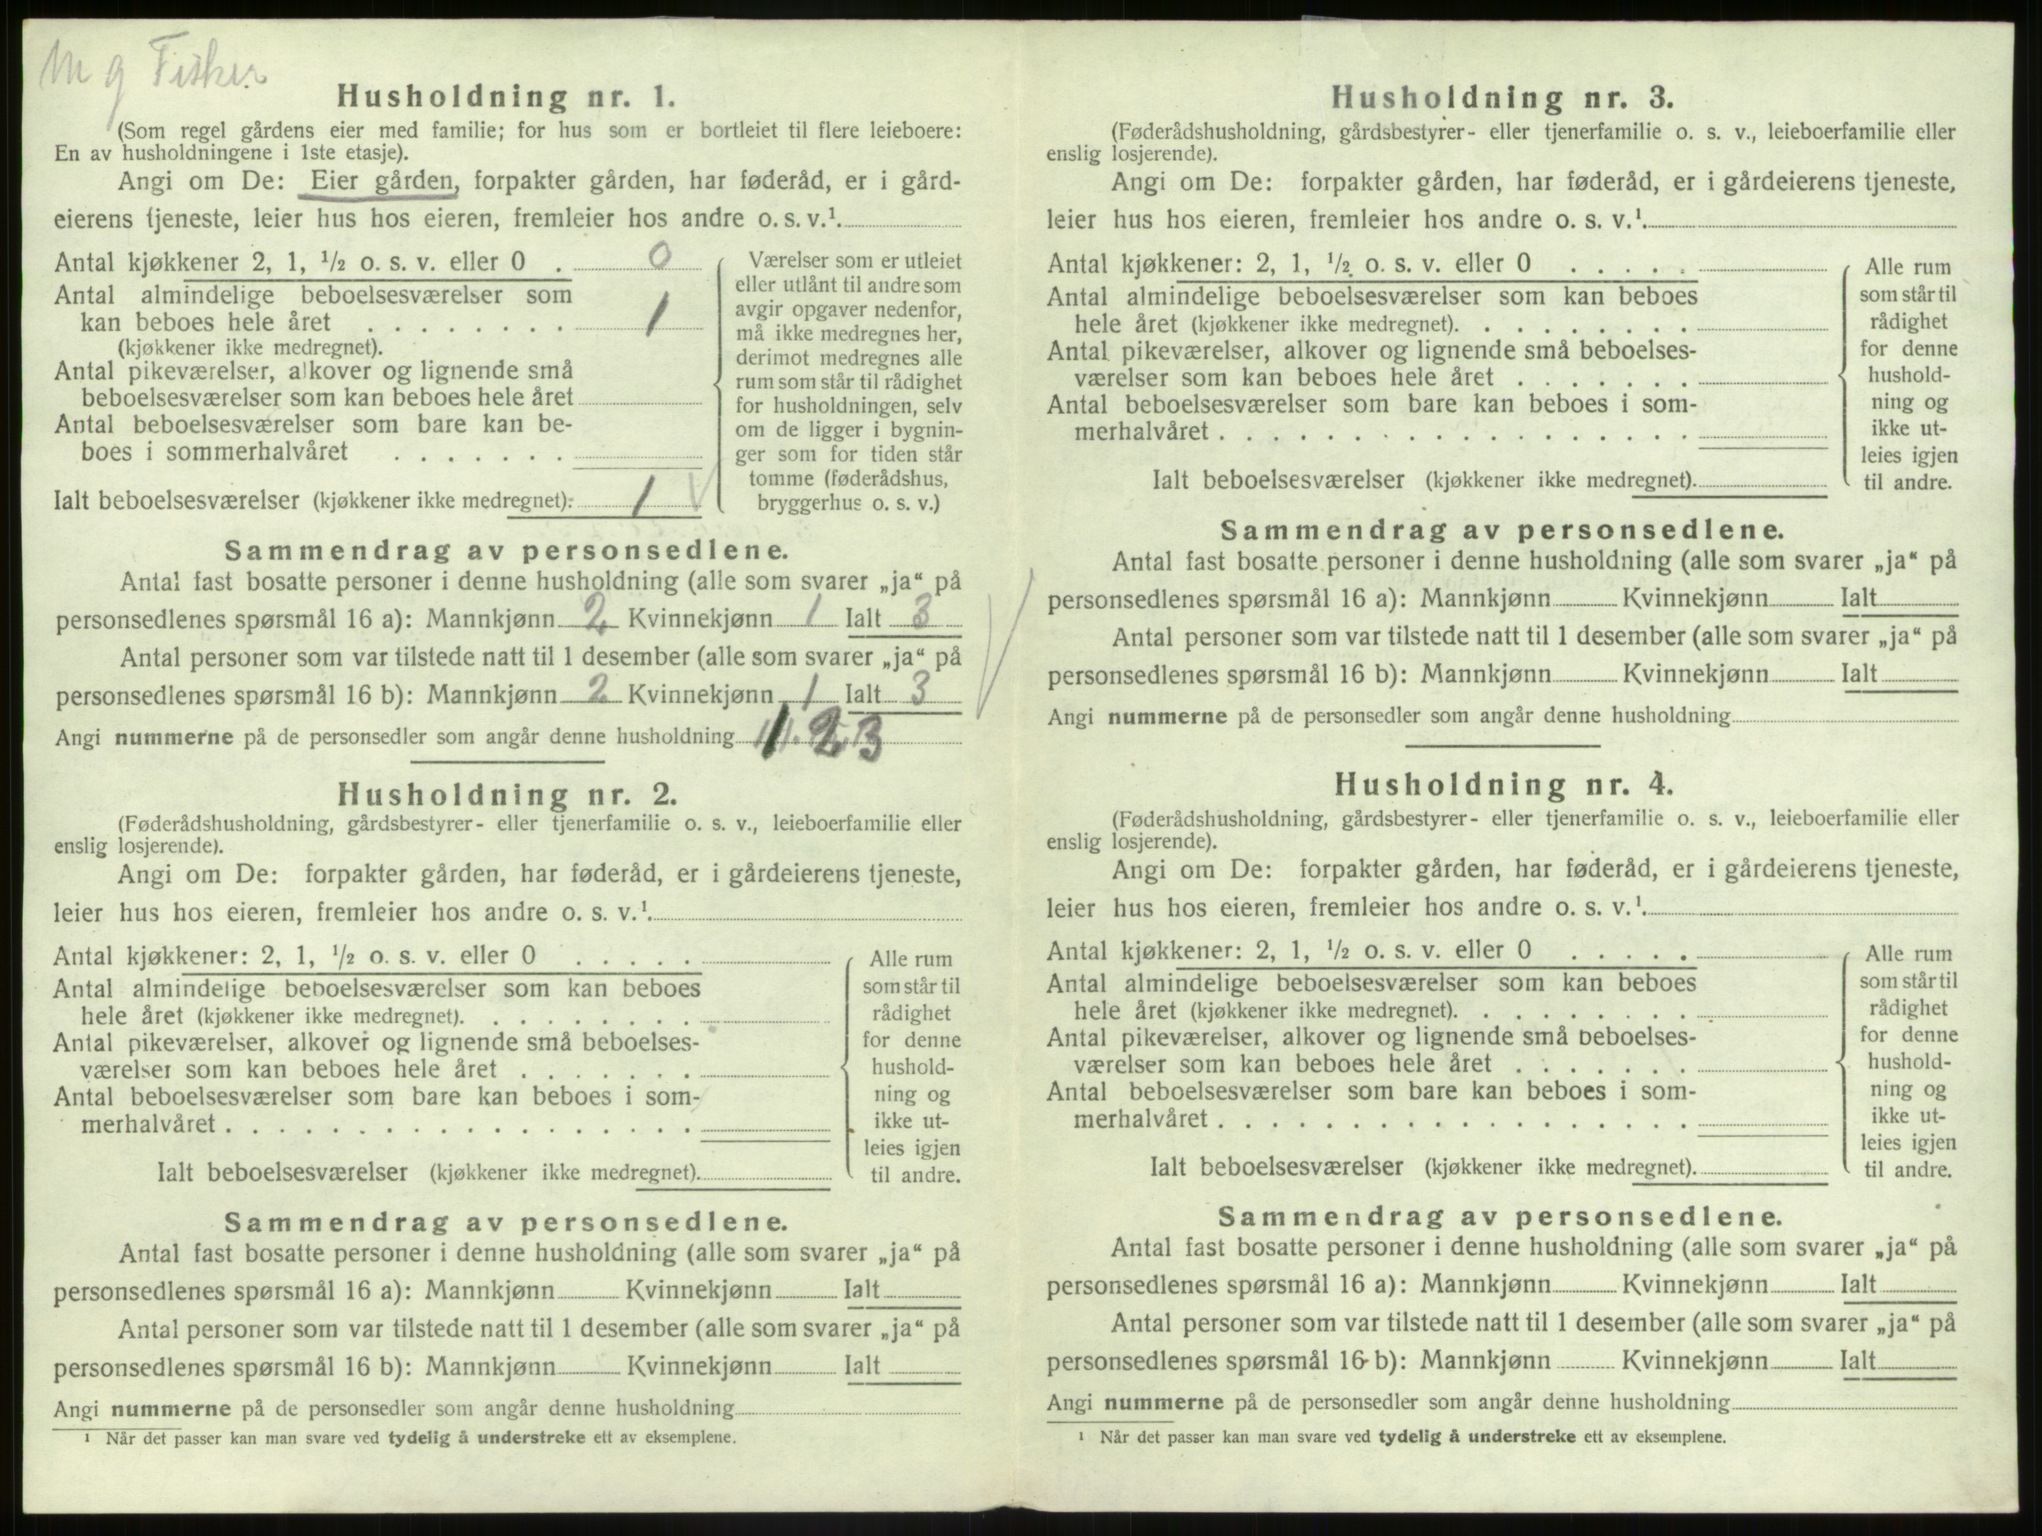 M g Fisker
Husholdning nr. 1.
(Som regel gårdens eier med familie; for hus som er bortleiet til flere leieboere:
En av husholdningene i 1ste etasje).
Angi om De: Eier gården, forpakter gården, har føderåd, er i gård-
eierens tjeneste, leier hus hos eieren, fremleier hos andre o. s. v.¹
Antal kjøkkener 2, 1, ½ o. s. v. eller 0 . 0
Antal almindelige beboelsesværelser som
kan beboes hele året . . . . . . . . 1
(kjøkkener ikke medregnet).
Antal pikeværelser, alkover og lignende små
beboelsesværelser som kan beboes hele året
Antal beboelsesværelser som bare kan be-
boes i sommerhalvåret . . . . . . .
Ialt beboelsesværelser (kjøkkener ikke medregnet): 1
Værelser som er utleiet
eller utlånt til andre som
avgir opgaver nedenfor,
må ikke medregnes her,
derimot medregnes alle
rum som står til rådighet
for husholdningen, selv
om de ligger i bygnin-
ger som for tiden står
tomme (føderådshus,
bryggerhus o. s. v.)
Sammendrag av personsedlene.
Antal fast bosatte personer i denne husholdning (alle som svarer „ja“ på
personsedlenes spørsmål 16 a): Mannkjønn 2 Kvinnekjønn 1 Ialt 3
Antal personer som var tilstede natt til 1 desember (alle som svarer „ja“ på
personsedlenes spørsmål 16 b): Mannkjønn 2 Kvinnekjønn 1 Ialt 3
Angi nummerne på de personsedler som angår denne husholdning 1. 2 3
Husholdning nr. 2.
(Føderådshusholdning, gårdsbestyrer- eller tjenerfamilie o. s. v., leieboerfamilie eller
enslig losjerende).
Angi om De: forpakter gården, har føderåd, er i gårdeierens tjeneste,
leier hus hos eieren, fremleier hos andre o. s. v.¹
Antal kjøkkener: 2, 1, ½ o. s. v. eller 0 . . . . .
Antal almindelige beboelsesværelser som kan beboes
hele året (kjøkkener ikke medregnet). . . . . . . . .
Antal pikeværelser, alkover og lignende små beboelses-
værelser som kan beboes hele året . . . . . . .
Antal beboelsesværelser som bare kan beboes i som-
merhalvåret . . . . . . . . . . . . . . . . . .
Ialt beboelsesværelser (kjøkkener ikke medregnet).
Alle rum
som står til
rådighet
for denne
hushold-
ning og
ikke ut-
leies igjen
til andre.
Sammendrag av personsedlene.
Antal fast bosatte personer i denne husholdning (alle som svarer „ja“ på
personsedlenes spørsmål 16 a): Mannkjønn Kvinnekjønn Ialt
Antal personer som var tilstede natt til 1 desember (alle som svarer „ja“ på
personsedlenes spørsmål 16 b): Mannkjønn Kvinnekjønn Ialt
Angi nummerne på de personsedler som angår denne husholdning
¹ Når det passer kan man svare ved tydelig å understreke ett av eksemplene.
Husholdning nr. 3.
(Føderådshusholdning, gårdsbestyrer- eller tjenerfamilie o. s. v., leieboerfamilie eller
enslig losjerende).
Angi om De: forpakter gården, har føderåd, er i gårdeierens tjeneste,
leier hus hos eieren, fremleier hos andre o. s. v.¹
Antal kjøkkener: 2, 1, ½ o. s. v. eller 0 . . . . .
Antal almindelige beboelsesværelser som kan beboes
hele året (kjøkkener ikke medregnet). . . . . . . . .
Antal pikeværelser, alkover og lignende små beboelses-
værelser som kan beboes hele året . . . . . . .
Antal beboelsesværelser som bare kan beboes i som-
merhalvåret . . . . . . . . . . . . . . . . . .
Ialt beboelsesværelser (kjøkkener ikke medregnet).
Alle rum
som står til
rådighet
for denne
hushold-
ning og
ikke ut-
leies igjen
til andre.
Sammendrag av personsedlene.
Antal fast bosatte personer i denne husholdning (alle som svarer „ja“ på
personsedlenes spørsmål 16 a): Mannkjønn Kvinnekjønn Ialt
Antal personer som var tilstede natt til 1 desember (alle som svarer „ja“ på
personsedlenes spørsmål 16 b): Mannkjønn Kvinnekjønn Ialt
Angi nummerne på de personsedler som angår denne husholdning
Husholdning nr. 4.
(Føderådshusholdning, gårdsbestyrer- eller tjenerfamilie o. s. v., leieboerfamilie eller
enslig losjerende).
Angi om De: forpakter gården, har føderåd, er i gårdeierens tjeneste,
leier hus hos eieren, fremleier hos andre o. s. v.¹
Antal kjøkkener: 2, 1, ½ o. s. v. eller 0 . . . . .
Antal almindelige beboelsesværelser som kan beboes
hele året (kjøkkener ikke medregnet). . . . . . . . .
Antal pikeværelser, alkover og lignende små beboelses-
værelser som kan beboes hele året . . . . . . .
Antal beboelsesværelser som bare kan beboes i som-
merhalvåret . . . . . . . . . . . . . . . . . .
Ialt beboelsesværelser (kjøkkener ikke medregnet).
Alle rum
som står til
rådighet
for denne
hushold-
ning og
ikke ut-
leies igjen
til andre.
Sammendrag av personsedlene.
Antal fast bosatte personer i denne husholdning (alle som svarer „ja“ på
personsedlenes spørsmål 16 a): Mannkjønn Kvinnekjønn Ialt
Antal personer som var tilstede natt til 1 desember (alle som svarer „ja“ på
personsedlenes spørsmål 16 b): Mannkjønn Kvinnekjønn Ialt
Angi nummerne på de personsedler som angår denne husholdning
¹ Når det passer kan man svare ved tydelig å understreke ett av eksemplene.